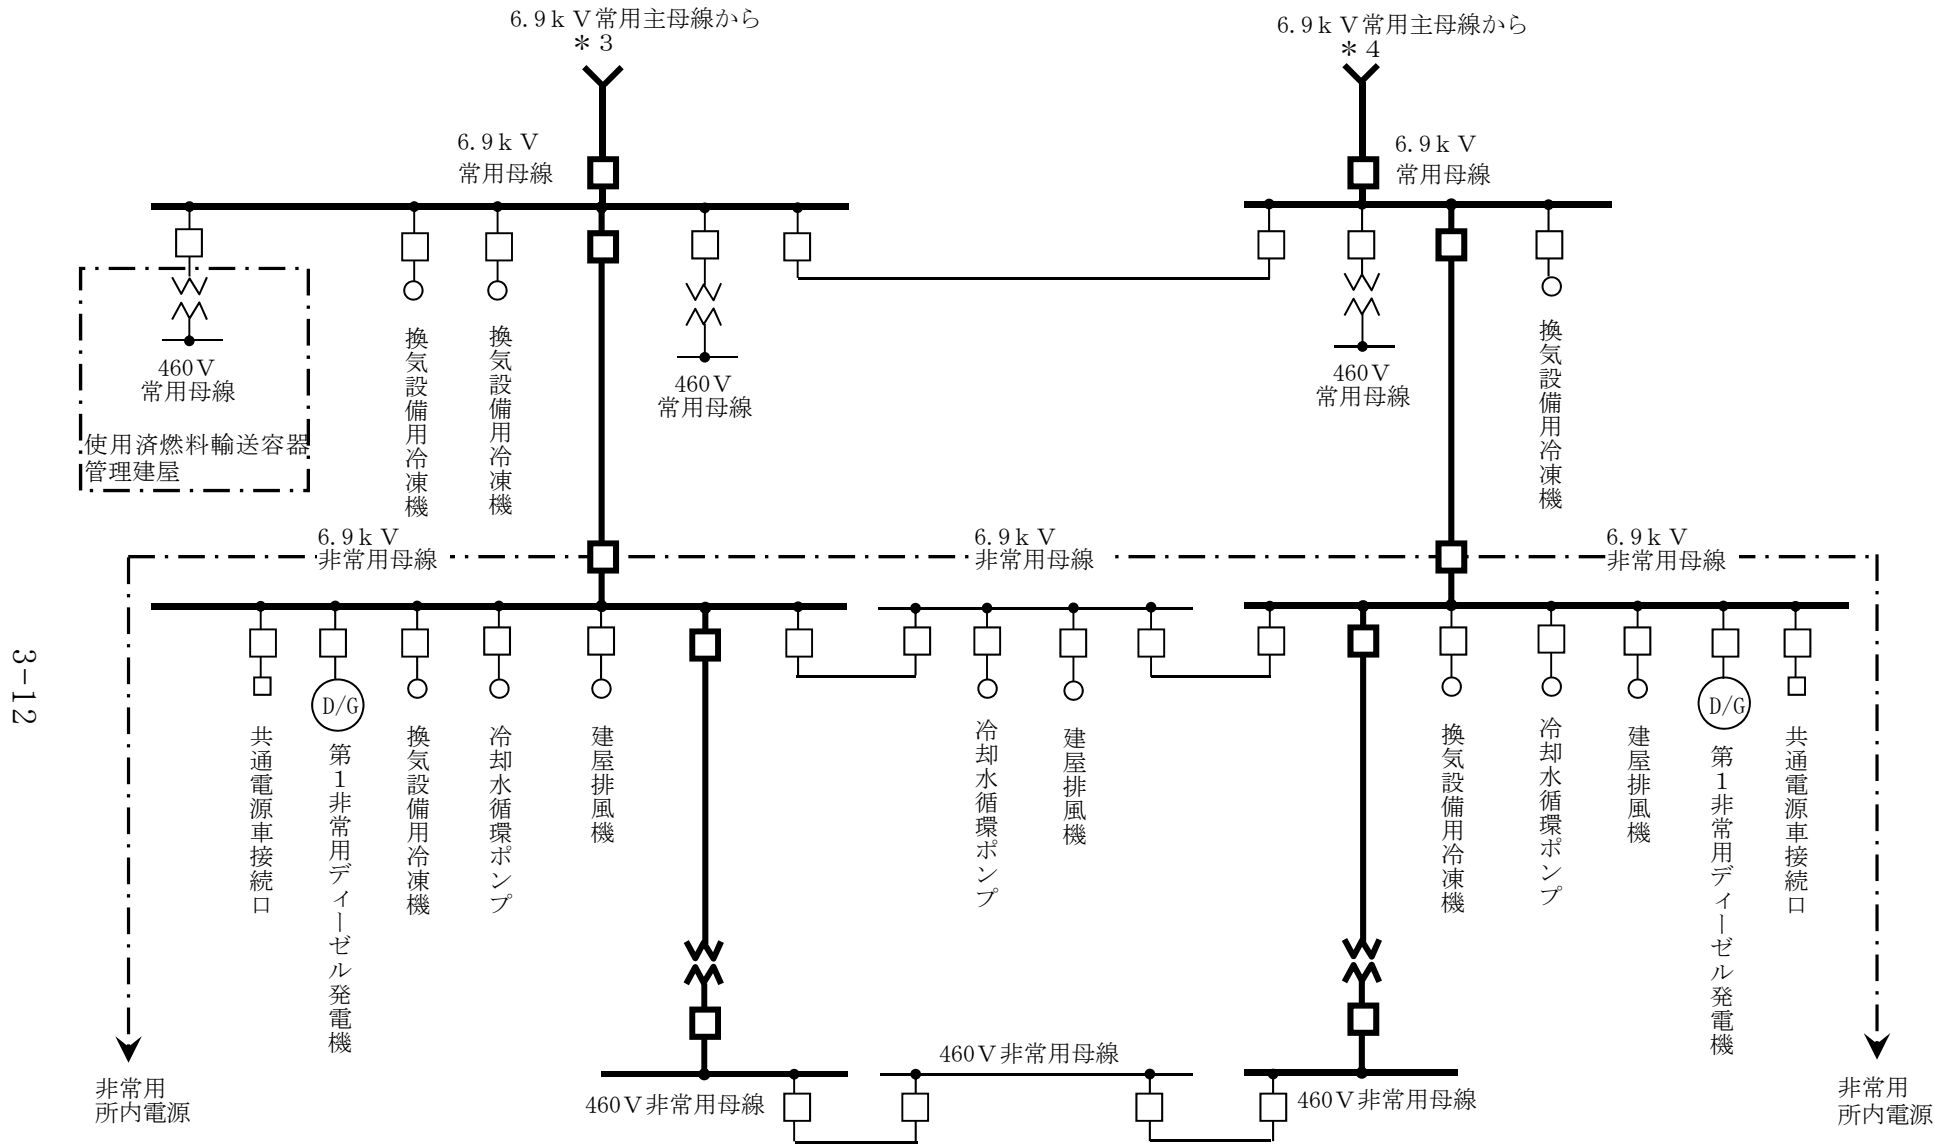 6.9kV常用主母線から
＊3
6.9kV常用主母線から
＊4
6.9kV
常用母線
6.9kV
常用母線
460V
常用母線
使用済燃料輸送容器
管理建屋
換気設備用冷凍機
換気設備用冷凍機
460V
常用母線
460V
常用母線
換気設備用冷凍機
6.9kV
非常用母線
6.9kV
非常用母線
6.9kV
非常用母線
共通電源車接続口
D/G
第1非常用ディーゼル発電機
換気設備用冷凍機
冷却水循環ポンプ
建屋排風機
冷却水循環ポンプ
建屋排風機
換気設備用冷凍機
冷却水循環ポンプ
建屋排風機
D/G
第1非常用ディーゼル発電機
共通電源車接続口
460V非常用母線
460V非常用母線
460V非常用母線
非常用
所内電源
非常用
所内電源
3-12